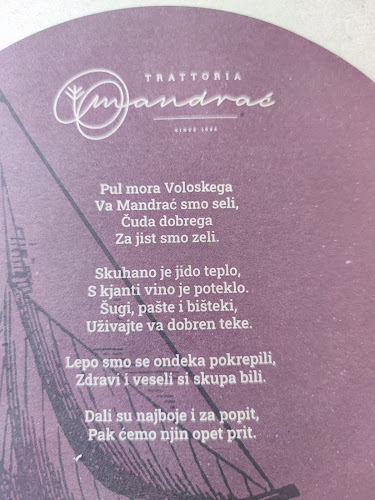 TRATTORIA
Mandrać
SINCE 1994
Pul mora Voloskega
Va Mandrać smo seli,
Čuda dobrega
Za jist smo zeli.
Skuhano je jido teplo,
S kjanti vino je poteklo.
Šugi, pašte i bišteki,
Uživajte va dobren teke.
Lepo smo se ondeka pokrepili,
Zdravi i veseli si skupa bili.
Dali su najboje i za popit,
Pak ćemo njin opet prit.